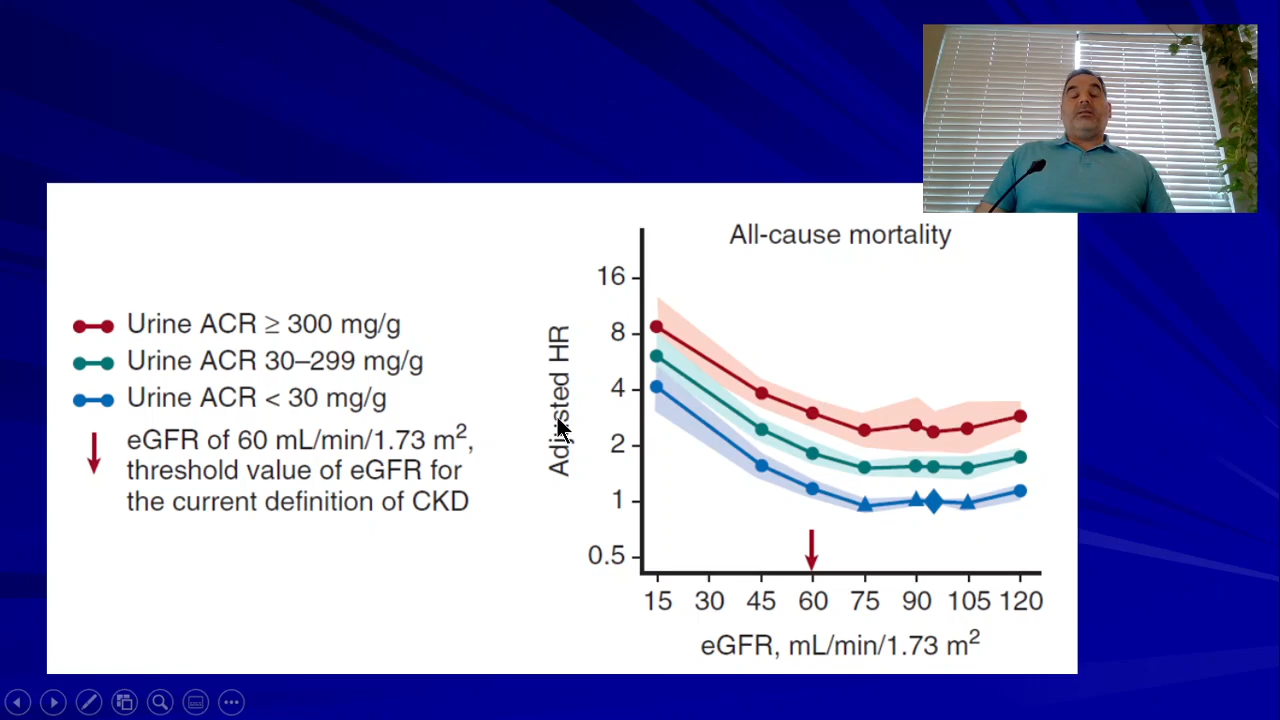 All-cause mortality
Urine ACR ≥ 300 mg/g
Urine ACR 30–299 mg/g
Urine ACR < 30 mg/g
eGFR of 60 mL/min/1.73 m²,
threshold value of eGFR for
the current definition of CKD
Adjusted HR
16
8
4
2
1
0.5
15 30 45 60 75 90 105 120
eGFR, mL/min/1.73 m²